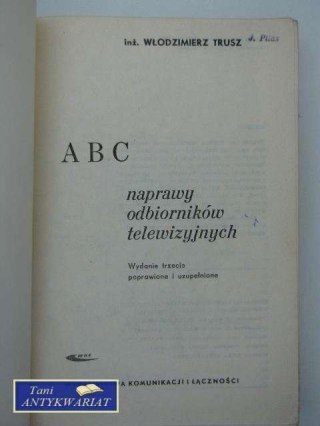 inż. WŁODZIMIERZ TRUSZ
ABC
naprawy
odbiorników
telewizyjnych
Wydanie trzecie
poprawione i uzupełnione
A KOMUNIKACJI I ŁĄCZNOŚCI
Tani
ANTYKWARIAT